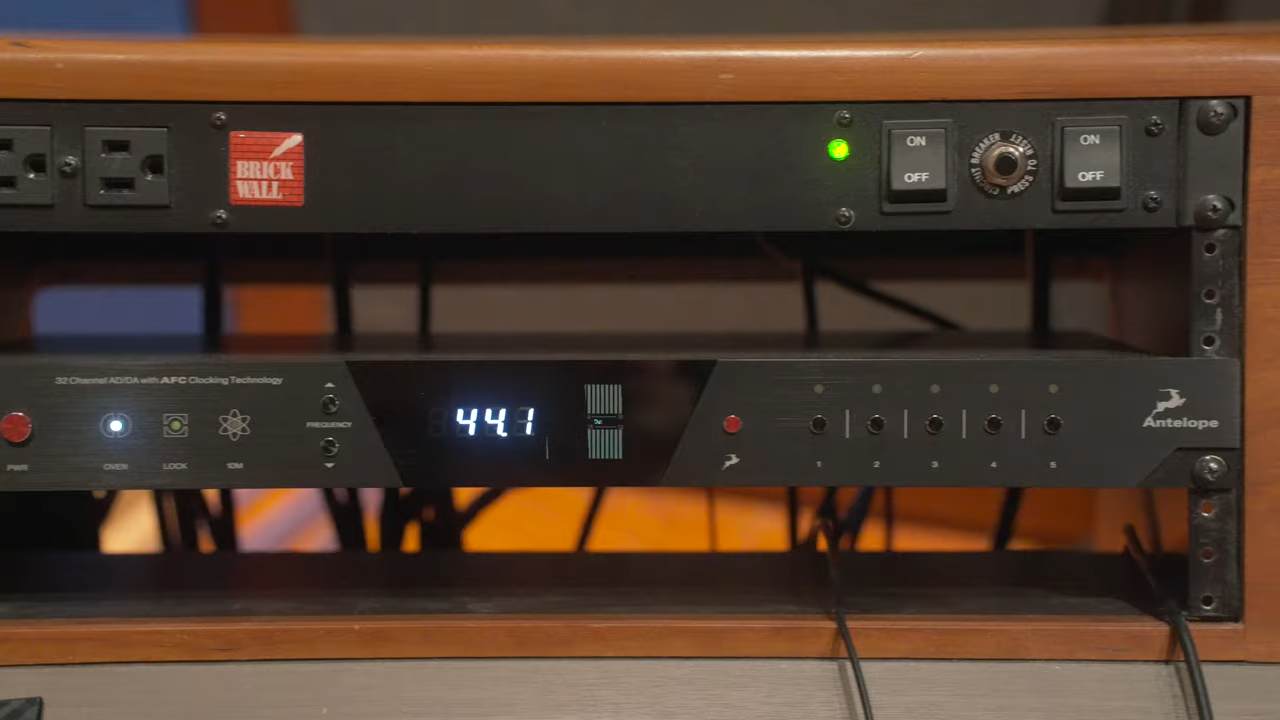 BRICK
WALL
ON
OFF
CIRCUIT BREAKER
PRESS TO RESET
ON
OFF
32 Channel AD/DA with AFC Clocking Technology
PWR
OVEN
LOCK
10M
FREQUENCY
44.1
1
2
3
4
5
Antelope